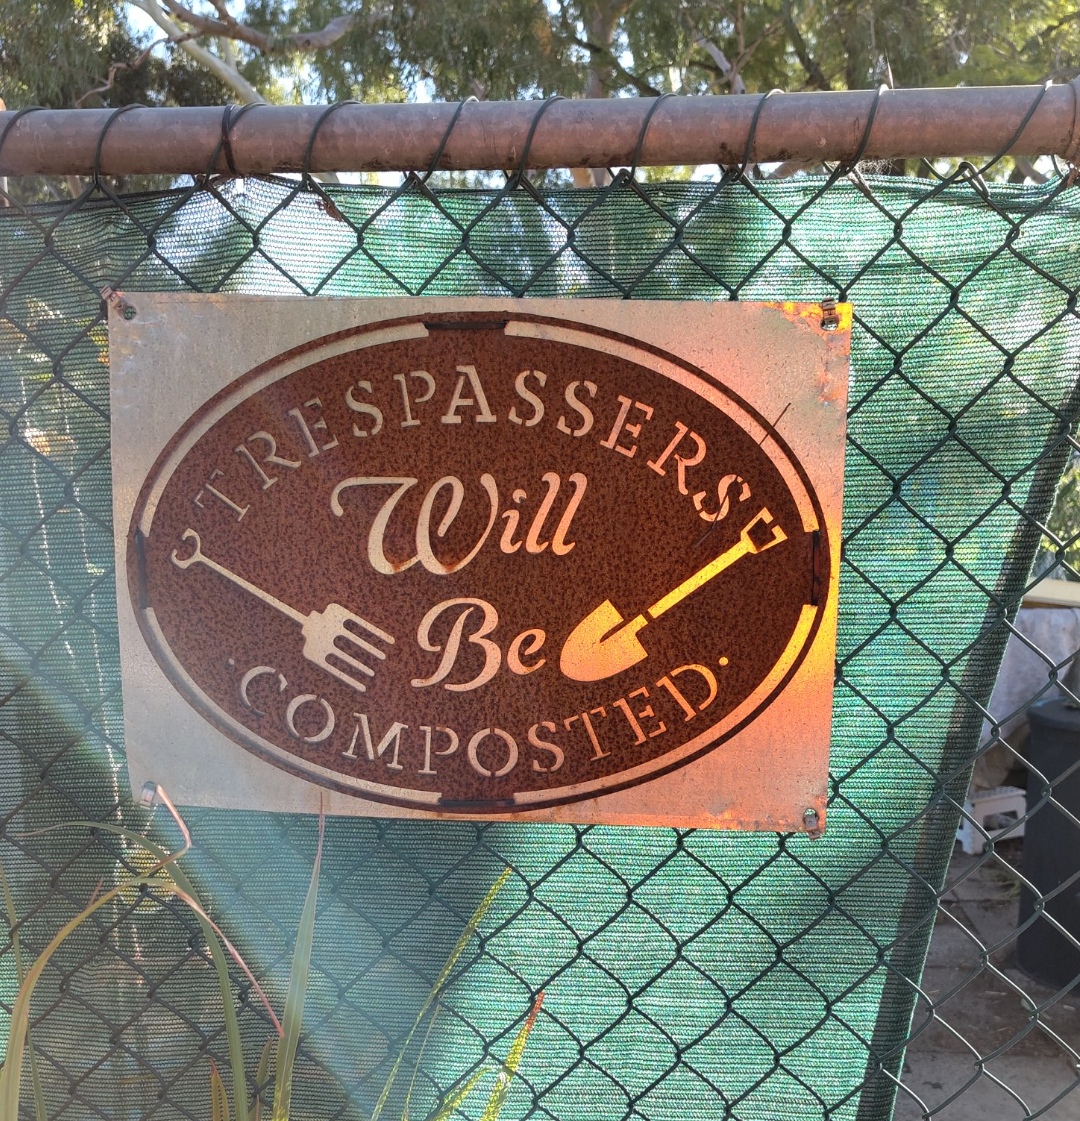 TRESPASSERS
Will
Be
· COMPOSTED ·